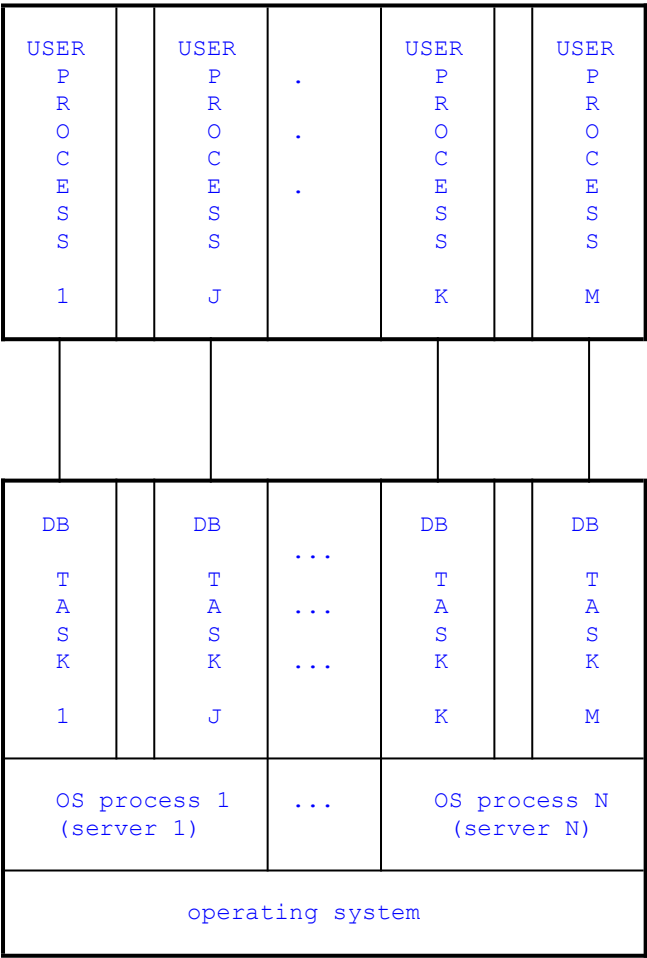 USER USER USER USER
P P . P P
R R R R
O O . O O
C C C C
E E . E E
S S S S
S S S S
1 J K M
DB DB DB DB
...
T T T T
A A ... A A
S S S S
K K ... K K
1 J K M
OS process 1 ... OS process N
(server 1) (server N)
operating system